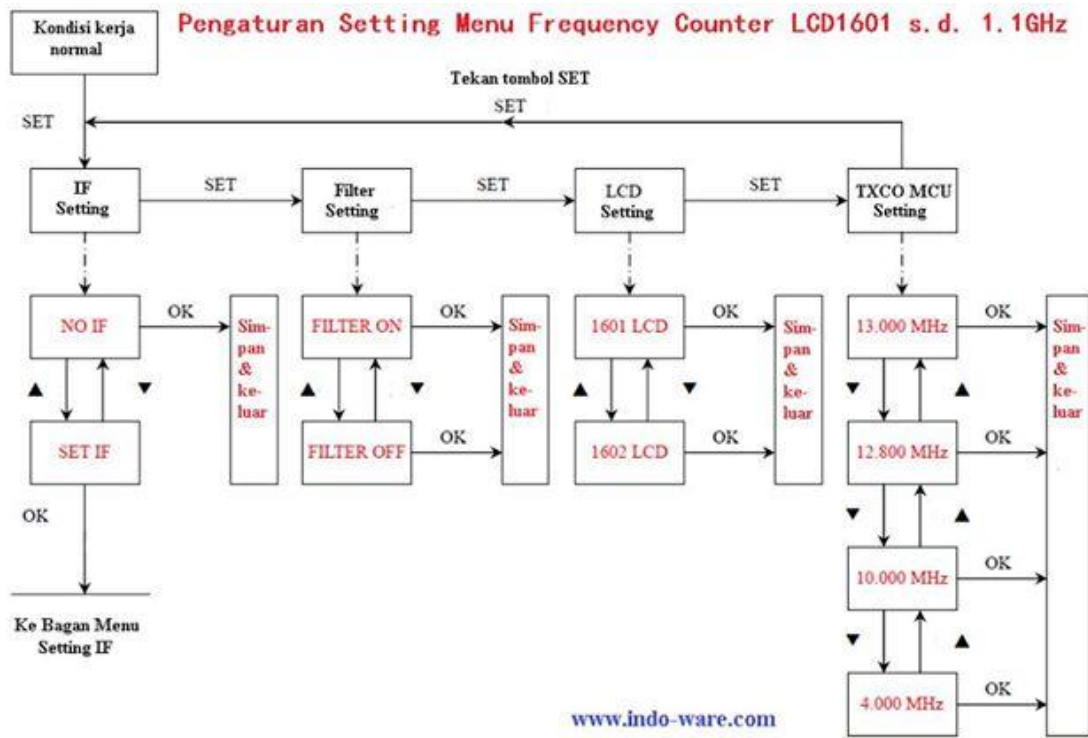 Pengaturan Setting Menu Frequency Counter LCD1601 s.d. 1.1GHz
Kondisi kerja
normal
Tekan tombol SET
SET
SET
IF
Setting
SET
Filter
Setting
SET
LCD
Setting
SET
TXCO MCU
Setting
NO IF
OK
Sim-
pan
&
ke-
luar
SET IF
OK
Ke Bagan Menu
Setting IF
FILTER ON
OK
Sim-
pan
&
ke-
luar
FILTER OFF
OK
1601 LCD
OK
Sim-
pan
&
ke-
luar
1602 LCD
OK
13.000 MHz
OK
Sim-
pan
&
ke-
luar
12.800 MHz
OK
10.000 MHz
OK
4.000 MHz
OK
www.indo-ware.com